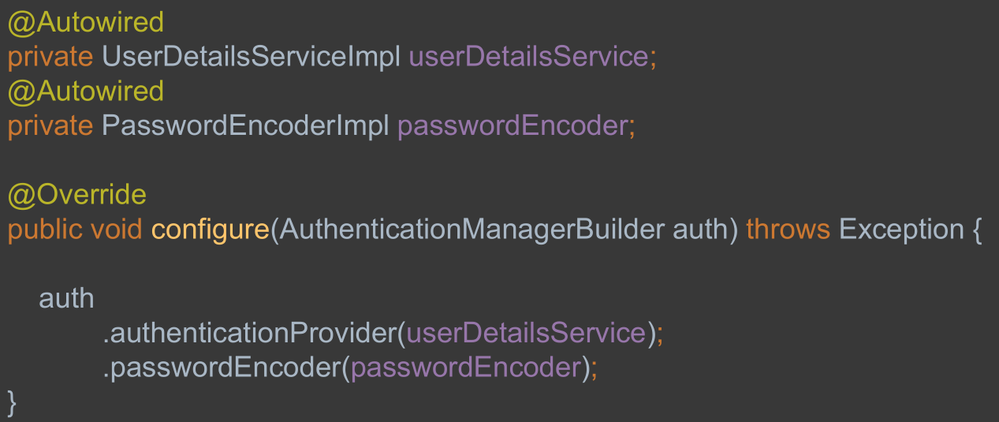 @Autowired
private UserDetailsServiceImpl userDetailsService;
@Autowired
private PasswordEncoderImpl passwordEncoder;
@Override
public void configure(AuthenticationManagerBuilder auth) throws Exception {
auth
.authenticationProvider(userDetailsService);
.passwordEncoder(passwordEncoder);
}